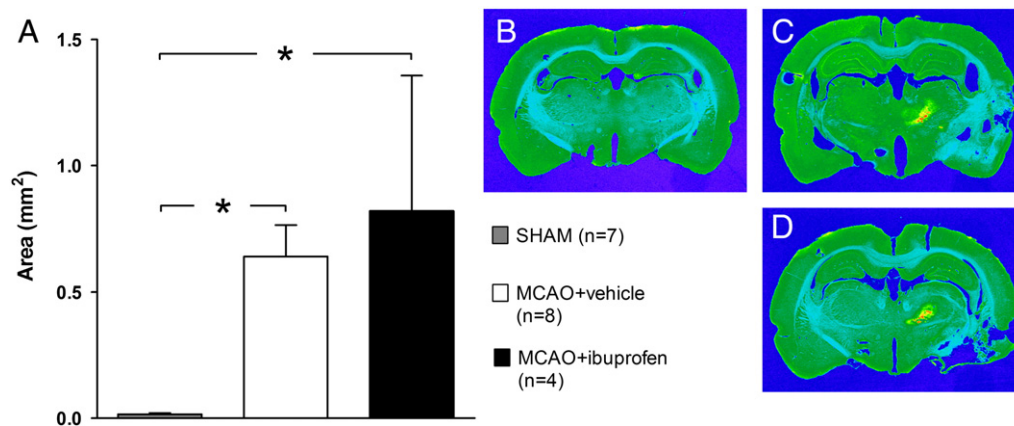 A
1.5
*
1.0
*
Area (mm²)
0.5
0.0
B
SHAM (n=7)
MCAO+vehicle
(n=8)
MCAO+ibuprofen
(n=4)
C
D